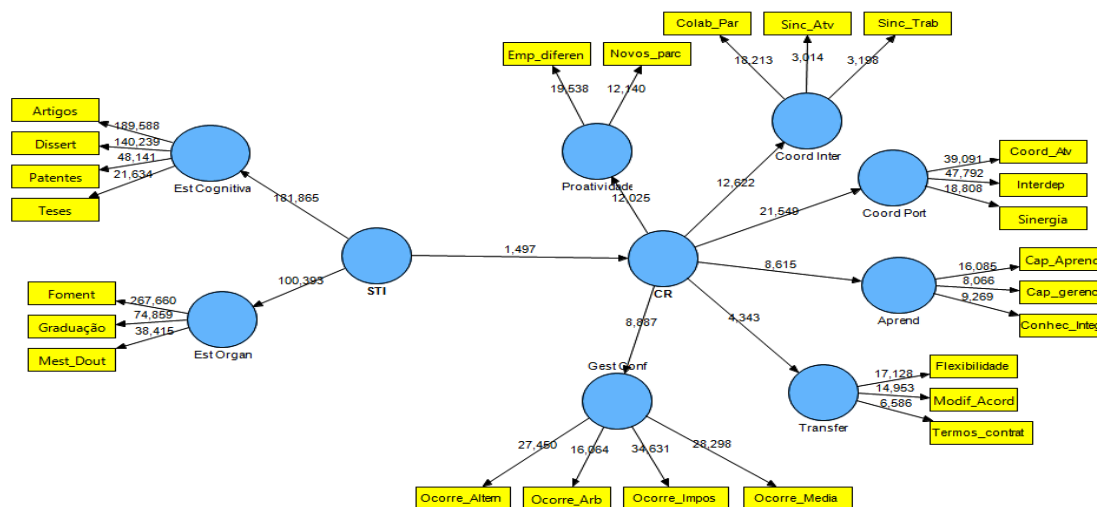 Colab_Par
Sinc_Atv
Sinc_Trab
18,213
3,014
3,198
Coord Inter
Emp_diferen
Novos_parc
19,538
12,140
Proatividade
12,025
12,622
Artigos
Dissert
Patentes
Teses
189,588
140,239
48,141
21,634
Est Cognitiva
181,865
Coord_Atv
Interdep
Sinergia
39,091
47,792
18,808
Coord Port
21,549
STI
1,497
CR
100,393
Foment
Graduação
Mest_Dout
267,660
74,859
38,415
Est Organ
8,615
Cap_Aprend
Cap_gerenc
Conhec_Integ
16,085
8,066
9,269
Aprend
4,343
8,887
Gest Conf
Flexibilidade
Modif_Acord
Termos_contrat
17,128
14,953
6,586
Transfer
27,450
16,064
34,631
28,298
Ocorre_Altern
Ocorre_Arb
Ocorre_Impos
Ocorre_Media